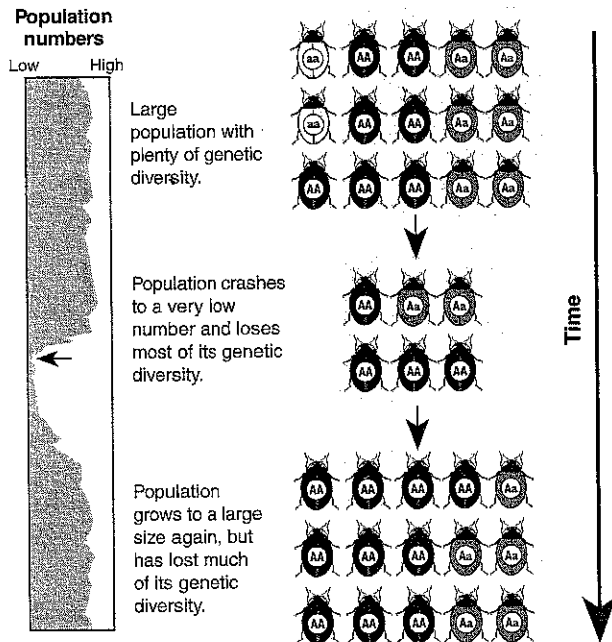 Population
numbers
Low High
Large
population with
plenty of genetic
diversity.
aa AA AA Aa Aa
aa AA AA Aa Aa
AA AA AA Aa Aa
Population crashes
to a very low
number and loses
most of its genetic
diversity.
AA Aa Aa
AA AA AA
Population
grows to a large
size again, but
has lost much
of its genetic
diversity.
AA AA AA AA Aa
AA AA AA Aa Aa
AA AA AA Aa Aa
Time